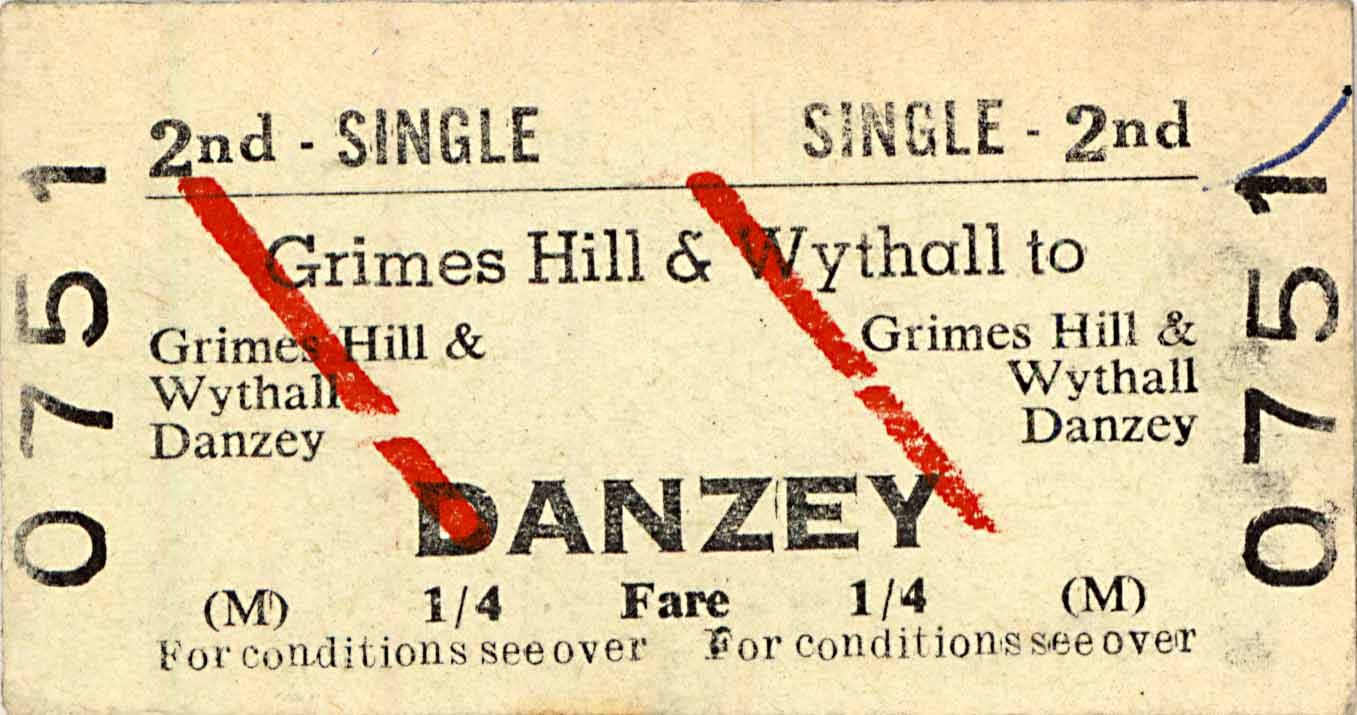 2nd - SINGLE SINGLE - 2nd
Grimes Hill & Wythall to
Grimes Hill & Grimes Hill &
Wythall Wythall
Danzey Danzey
DANZEY
(M) 1/4 Fare 1/4 (M)
For conditions see over For conditions see over
0751
0751